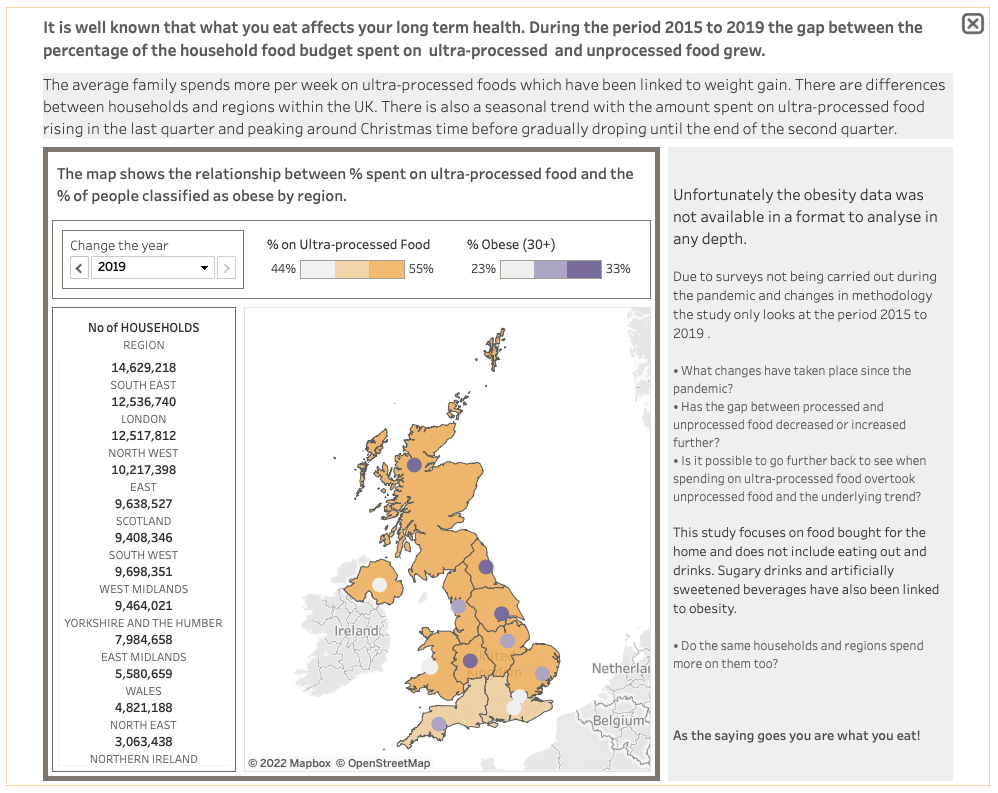 It is well known that what you eat affects your long term health. During the period 2015 to 2019 the gap between the
percentage of the household food budget spent on ultra-processed and unprocessed food grew.
The average family spends more per week on ultra-processed foods which have been linked to weight gain. There are differences
between households and regions within the UK. There is also a seasonal trend with the amount spent on ultra-processed food
rising in the last quarter and peaking around Christmas time before gradually droping until the end of the second quarter.
The map shows the relationship between % spent on ultra-processed food and the
% of people classified as obese by region.
Change the year
2019
% on Ultra-processed Food
44% 55%
% Obese (30+)
23% 33%
No of HOUSEHOLDS
REGION
14,629,218
SOUTH EAST
12,536,740
LONDON
12,517,812
NORTH WEST
10,217,398
EAST
9,638,527
SCOTLAND
9,408,346
SOUTH WEST
9,698,351
WEST MIDLANDS
9,464,021
YORKSHIRE AND THE HUMBER
7,984,658
EAST MIDLANDS
5,580,659
WALES
4,821,188
NORTH EAST
3,063,438
NORTHERN IRELAND
Ireland
United
Kingdom
Netherlan
Belgium
© 2022 Mapbox © OpenStreetMap
Unfortunately the obesity data was
not available in a format to analyse in
any depth.
Due to surveys not being carried out during
the pandemic and changes in methodology
the study only looks at the period 2015 to
2019 .
• What changes have taken place since the
pandemic?
• Has the gap between processed and
unprocessed food decreased or increased
further?
• Is it possible to go further back to see when
spending on ultra-processed food overtook
unprocessed food and the underlying trend?
This study focuses on food bought for the
home and does not include eating out and
drinks. Sugary drinks and artificially
sweetened beverages have also been linked
to obesity.
• Do the same households and regions spend
more on them too?
As the saying goes you are what you eat!